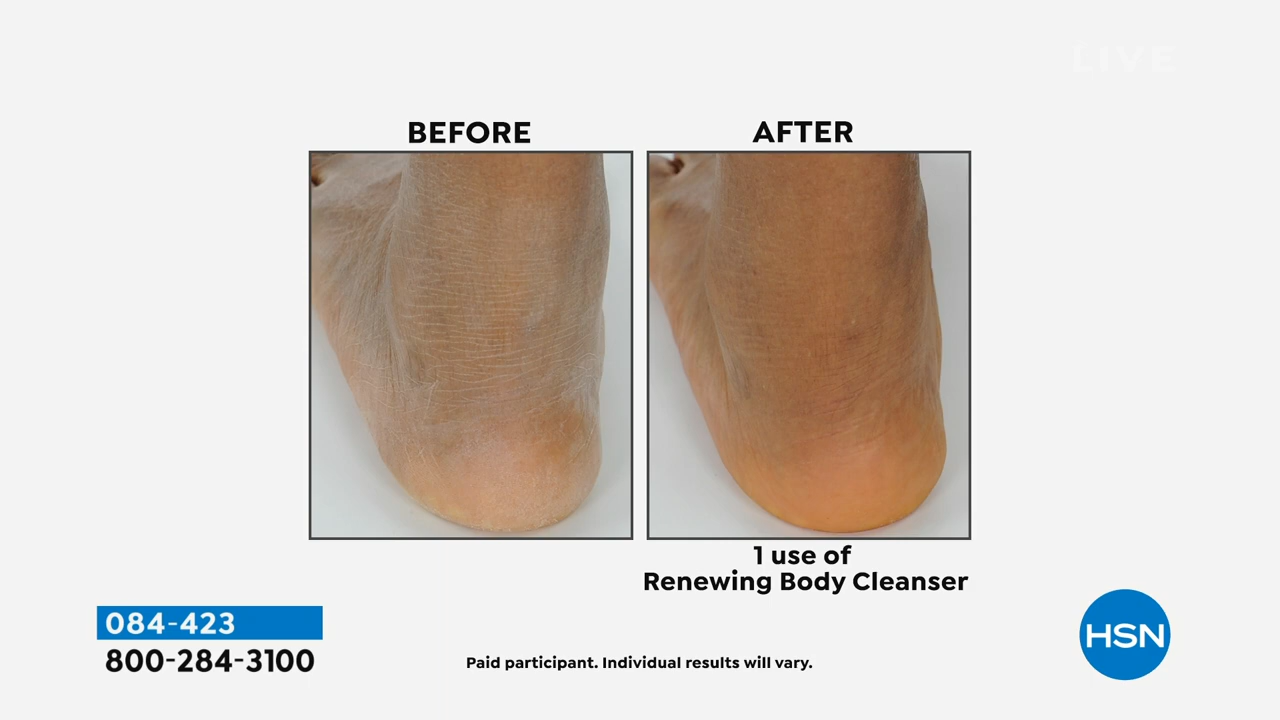 LIVE
BEFORE
AFTER
1 use of
Renewing Body Cleanser
084-423
800-284-3100
Paid participant. Individual results will vary.
HSN